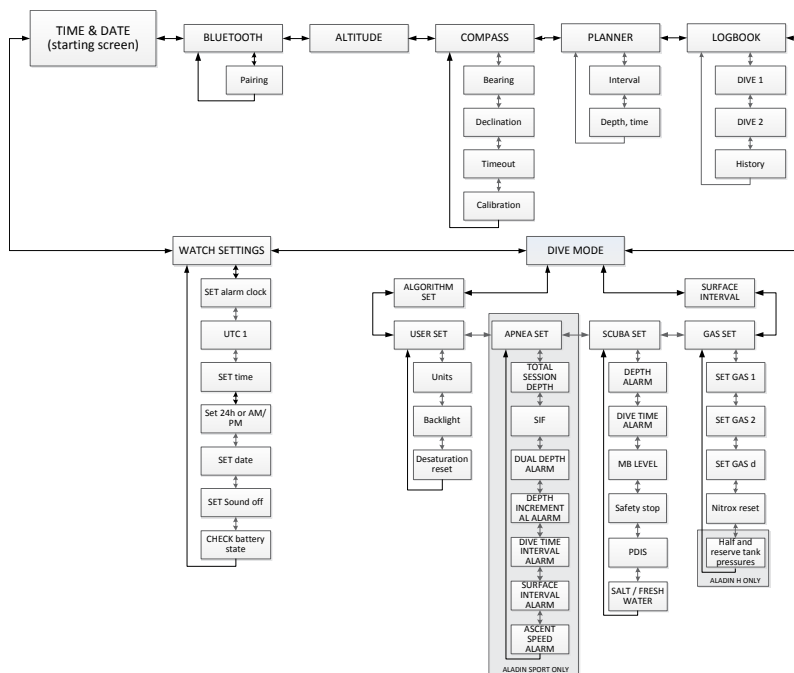 TIME & DATE
(starting screen)
BLUETOOTH
ALTITUDE
COMPASS
PLANNER
LOGBOOK
Pairing
Bearing
Declination
Timeout
Calibration
Interval
Depth, time
DIVE 1
DIVE 2
History
WATCH SETTINGS
DIVE MODE
SET alarm clock
UTC 1
SET time
Set 24h or AM/
PM
SET date
SET Sound off
CHECK battery
state
ALGORITHM
SET
SURFACE
INTERVAL
USER SET
APNEA SET
SCUBA SET
GAS SET
Units
Backlight
Desaturation
reset
TOTAL
SESSION
DEPTH
SIF
DUAL DEPTH
ALARM
DEPTH
INCREMENT
AL ALARM
DIVE TIME
INTERVAL
ALARM
SURFACE
INTERVAL
ALARM
ASCENT
SPEED
ALARM
ALADIN SPORT ONLY
DEPTH
ALARM
DIVE TIME
ALARM
MB LEVEL
Safety stop
PDIS
SALT / FRESH
WATER
SET GAS 1
SET GAS 2
SET GAS d
Nitrox reset
Half and
reserve tank
pressures
ALADIN H ONLY